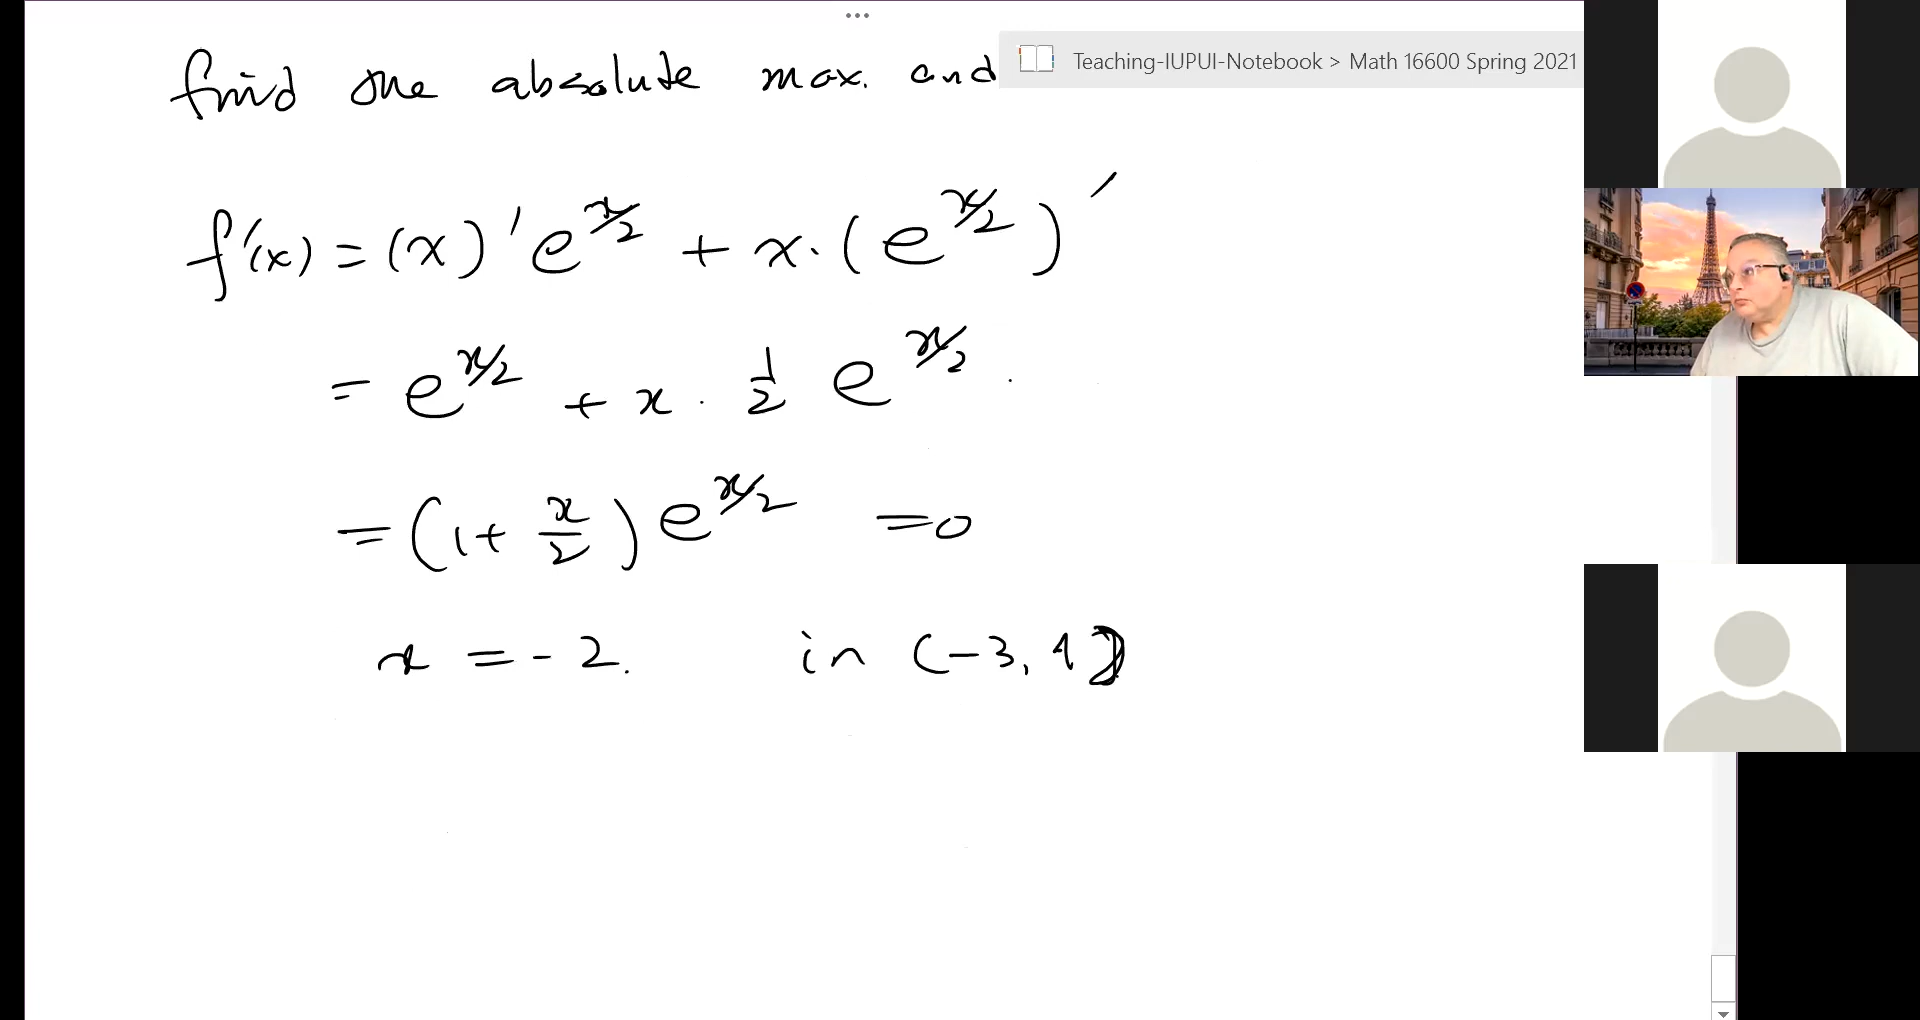 find the absolute max. and
Teaching-IUPUI-Notebook > Math 16600 Spring 2021
f'(x) = (x)' e^{x/2} + x · (e^{x/2})'
= e^{x/2} + x · 1/2 e^{x/2} .
= (1 + x/2) e^{x/2} = 0
x = -2. in (-3, 1)